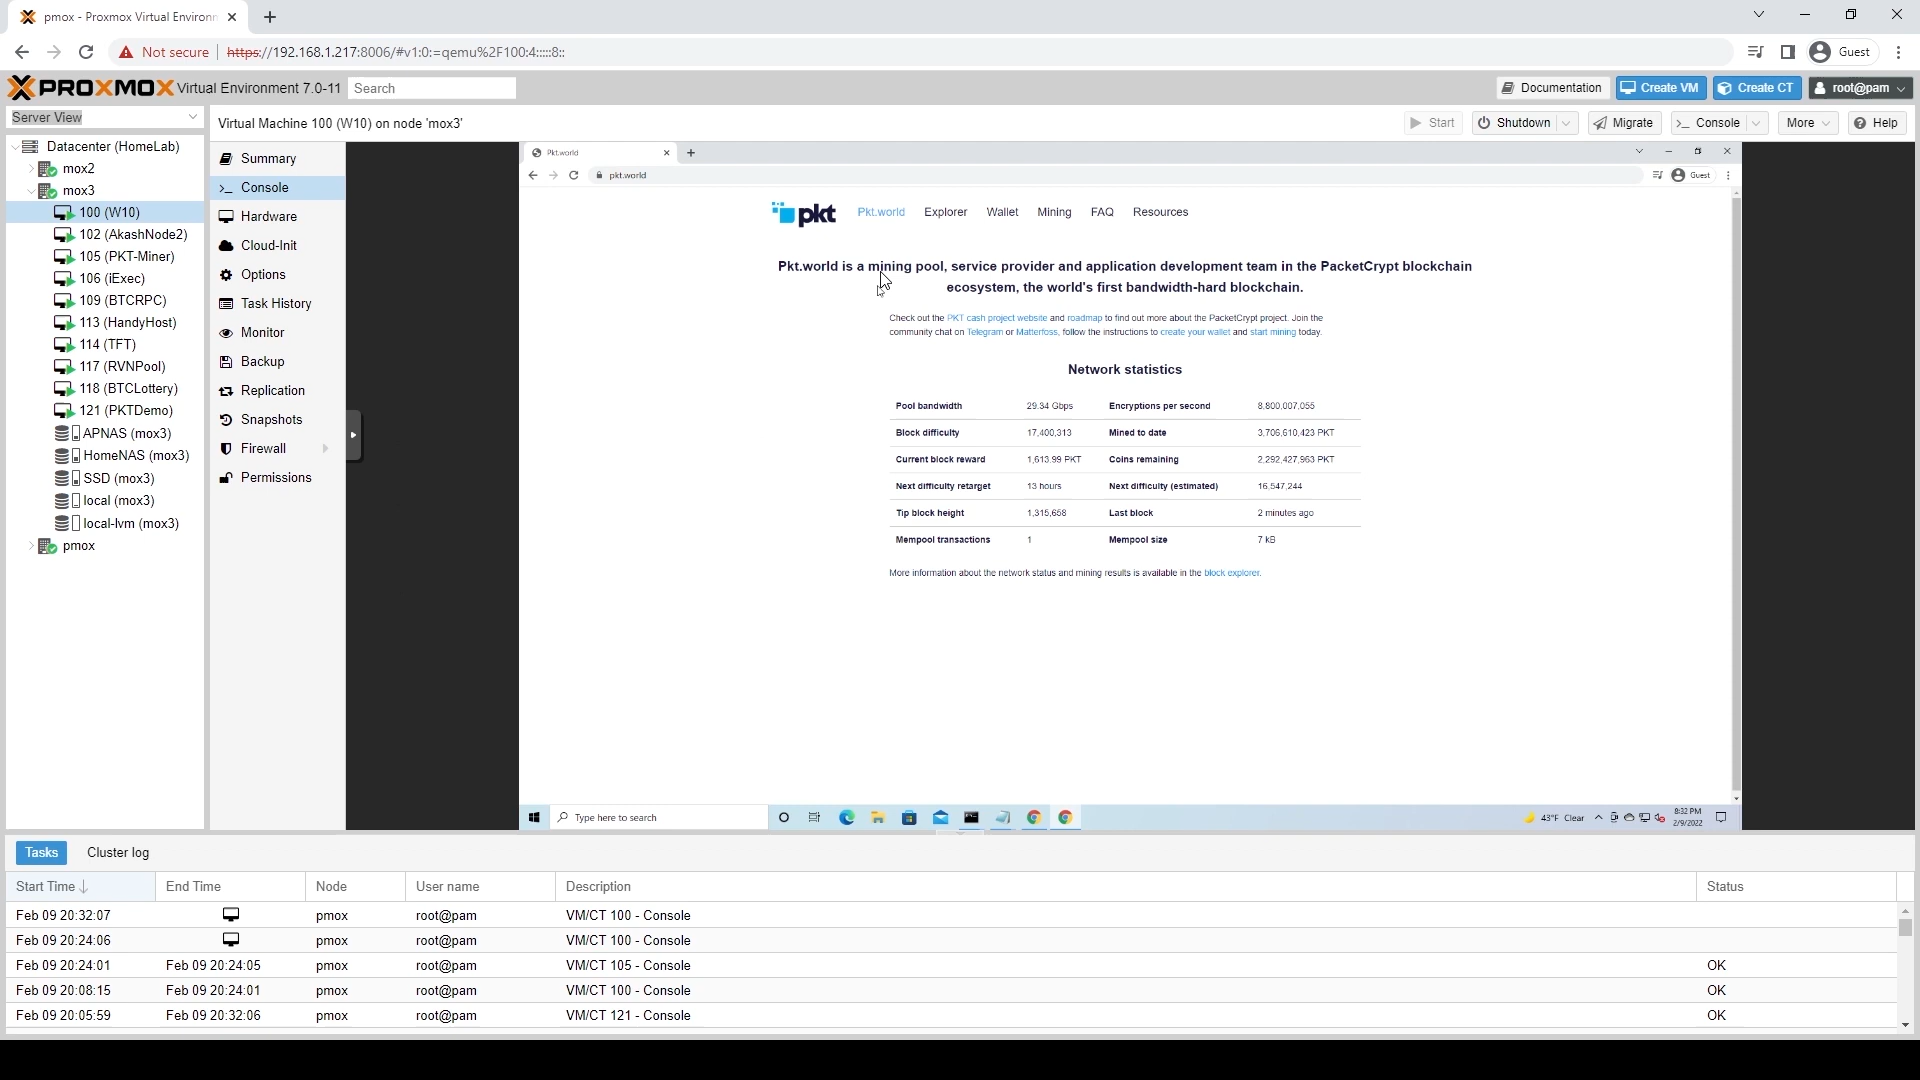 pmox - Proxmox Virtual Environm
Not secure
https://192.168.1.217:8006/#v1:0:=qemu%2F100:4:::::8::
Guest
PROXMOX Virtual Environment 7.0-11
Search
Documentation
Create VM
Create CT
root@pam
Server View
Virtual Machine 100 (W10) on node 'mox3'
Start
Shutdown
Migrate
Console
More
Help
Datacenter (HomeLab)
mox2
mox3
100 (W10)
102 (AkashNode2)
105 (PKT-Miner)
106 (iExec)
109 (BTCRPC)
113 (HandyHost)
114 (TFT)
117 (RVNPool)
118 (BTCLottery)
121 (PKTDemo)
APNAS (mox3)
HomeNAS (mox3)
SSD (mox3)
local (mox3)
local-lvm (mox3)
pmox
Summary
Console
Hardware
Cloud-Init
Options
Task History
Monitor
Backup
Replication
Snapshots
Firewall
Permissions
Pkt.world
pkt.world
Guest
pkt
Pkt.world Explorer Wallet Mining FAQ Resources
Pkt.world is a mining pool, service provider and application development team in the PacketCrypt blockchain
ecosystem, the world's first bandwidth-hard blockchain.
Check out the PKT cash project website and roadmap to find out more about the PacketCrypt project. Join the
community chat on Telegram or Matterfoss, follow the instructions to create your wallet and start mining today.
Network statistics
Pool bandwidth 29.34 Gbps Encryptions per second 8,800,007,055
Block difficulty 17,400,313 Mined to date 3,706,610,423 PKT
Current block reward 1,613.99 PKT Coins remaining 2,292,427,963 PKT
Next difficulty retarget 13 hours Next difficulty (estimated) 16,547,244
Tip block height 1,315,658 Last block 2 minutes ago
Mempool transactions 1 Mempool size 7 kB
More information about the network status and mining results is available in the block explorer.
Type here to search
43°F Clear
8:32 PM
2/9/2022
Tasks
Cluster log
Start Time End Time Node User name Description Status
Feb 09 20:32:07 pmox root@pam VM/CT 100 - Console
Feb 09 20:24:06 pmox root@pam VM/CT 100 - Console
Feb 09 20:24:01 Feb 09 20:24:05 pmox root@pam VM/CT 105 - Console OK
Feb 09 20:08:15 Feb 09 20:24:01 pmox root@pam VM/CT 100 - Console OK
Feb 09 20:05:59 Feb 09 20:32:06 pmox root@pam VM/CT 121 - Console OK